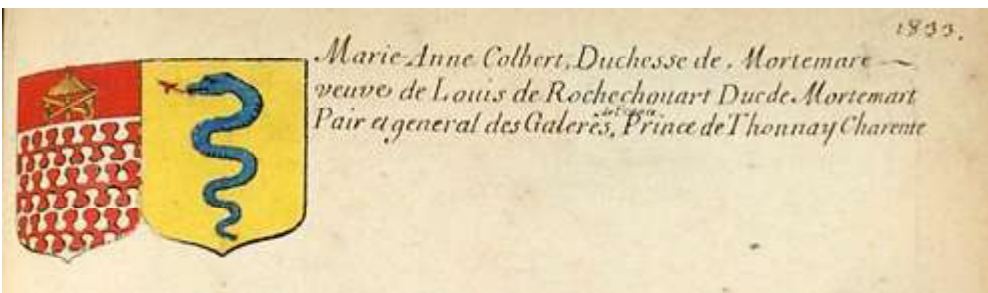 1833.
Marie-Anne Colbert, Duchesse de Mortemare
veuve de Louis de Rochechouart Duc de Mortemart
Pair et general des Galeres, Prince de Thonnay Charente